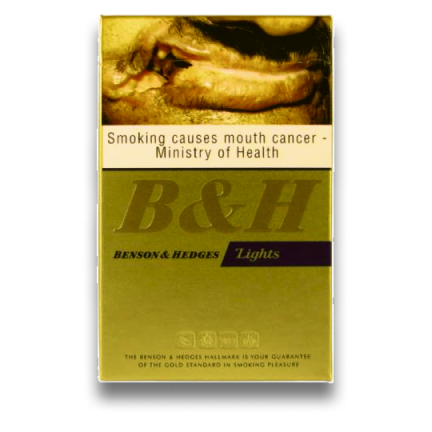 Smoking causes mouth cancer -
Ministry of Health
B&H
BENSON & HEDGES Lights
THE BENSON & HEDGES HALLMARK IS YOUR GUARANTEE
OF THE GOLD STANDARD IN SMOKING PLEASURE